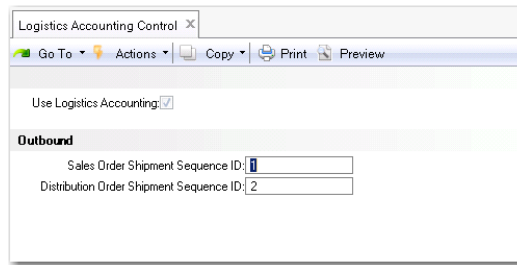 Logistics Accounting Control
Go To Actions Copy Print Preview
Use Logistics Accounting:
Outbound
Sales Order Shipment Sequence ID: 1
Distribution Order Shipment Sequence ID: 2